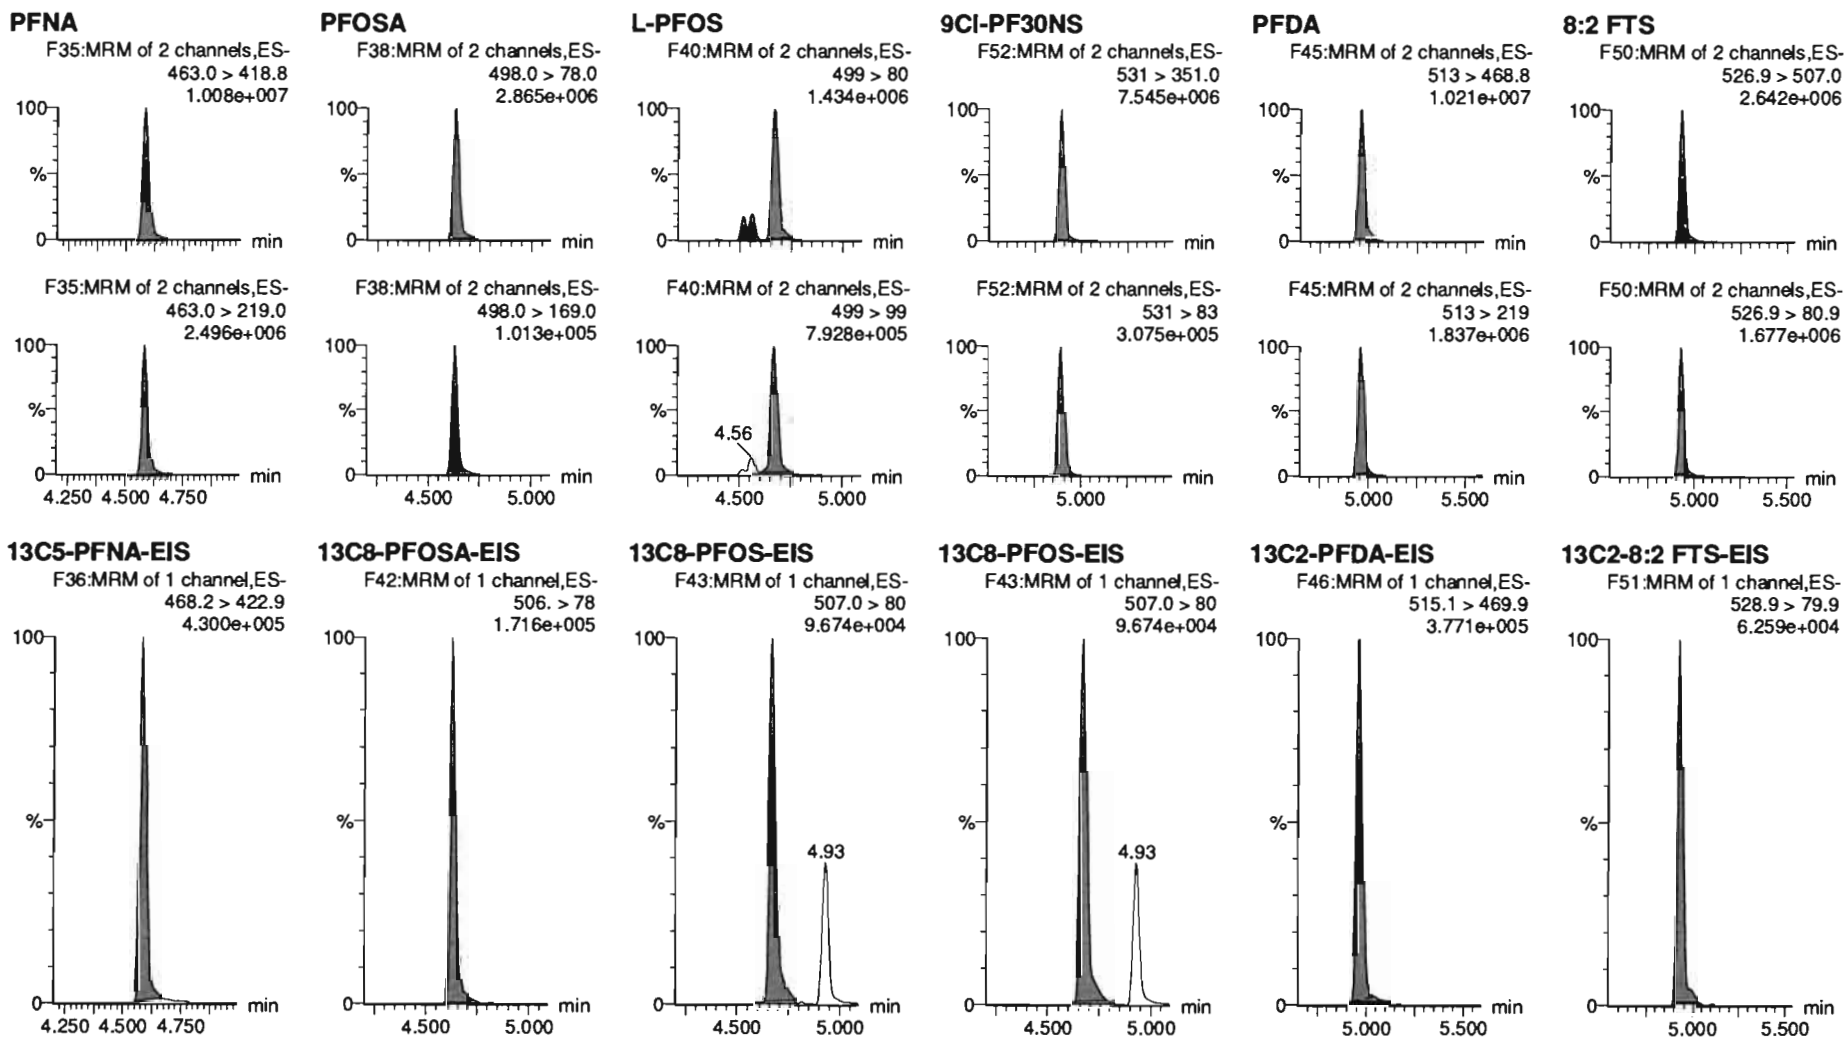 PFNA
F35:MRM of 2 channels,ES-
463.0 > 418.8
1.008e+007
100
%
0
min
F35:MRM of 2 channels,ES-
463.0 > 219.0
2.496e+006
100
%
0
min
4.250 4.500 4.750
PFOSA
F38:MRM of 2 channels,ES-
498.0 > 78.0
2.865e+006
100
%
0
min
F38:MRM of 2 channels,ES-
498.0 > 169.0
1.013e+005
100
%
0
min
4.500 5.000
L-PFOS
F40:MRM of 2 channels,ES-
499 > 80
1.434e+006
100
%
0
min
F40:MRM of 2 channels,ES-
499 > 99
7.928e+005
100
4.56
%
0
min
4.500 5.000
9Cl-PF30NS
F52:MRM of 2 channels,ES-
531 > 351.0
7.545e+006
100
%
0
min
F52:MRM of 2 channels,ES-
531 > 83
3.075e+005
100
%
0
min
5.000
PFDA
F45:MRM of 2 channels,ES-
513 > 468.8
1.021e+007
100
%
0
min
F45:MRM of 2 channels,ES-
513 > 219
1.837e+006
100
%
0
min
5.000 5.500
8:2 FTS
F50:MRM of 2 channels,ES-
526.9 > 507.0
2.642e+006
100
%
0
min
F50:MRM of 2 channels,ES-
526.9 > 80.9
1.677e+006
100
%
0
min
5.000 5.500
13C5-PFNA-EIS
F36:MRM of 1 channel,ES-
468.2 > 422.9
4.300e+005
100
%
0
min
4.250 4.500 4.750
13C8-PFOSA-EIS
F42:MRM of 1 channel,ES-
506. > 78
1.716e+005
100
%
0
min
4.500 5.000
13C8-PFOS-EIS
F43:MRM of 1 channel,ES-
507.0 > 80
9.674e+004
100
%
4.93
0
min
4.500 5.000
13C8-PFOS-EIS
F43:MRM of 1 channel,ES-
507.0 > 80
9.674e+004
100
%
4.93
0
min
4.500 5.000
13C2-PFDA-EIS
F46:MRM of 1 channel,ES-
515.1 > 469.9
3.771e+005
100
%
0
min
5.000 5.500
13C2-8:2 FTS-EIS
F51:MRM of 1 channel,ES-
528.9 > 79.9
6.259e+004
100
%
0
min
5.000 5.500